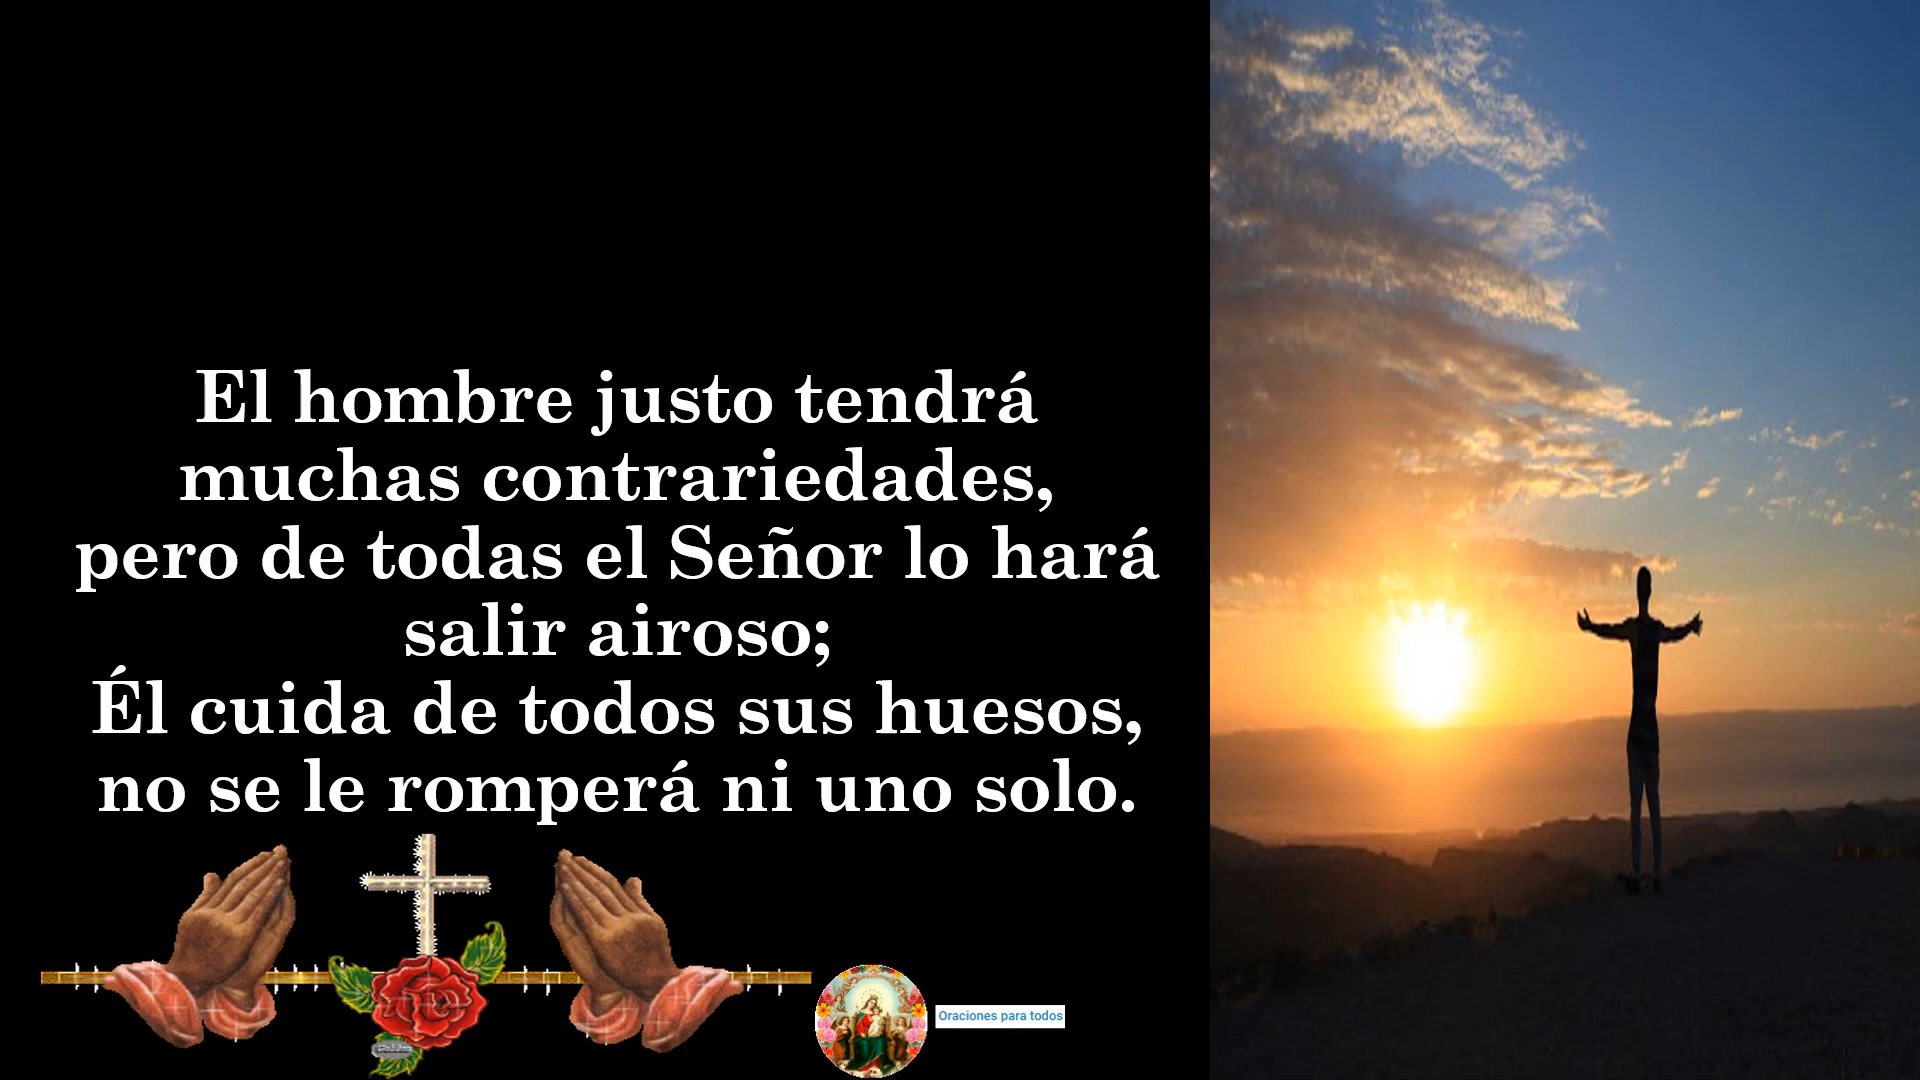 El hombre justo tendrá
muchas contrariedades,
pero de todas el Señor lo hará
salir airoso;
Él cuida de todos sus huesos,
no se le romperá ni uno solo.
Oraciones para todos